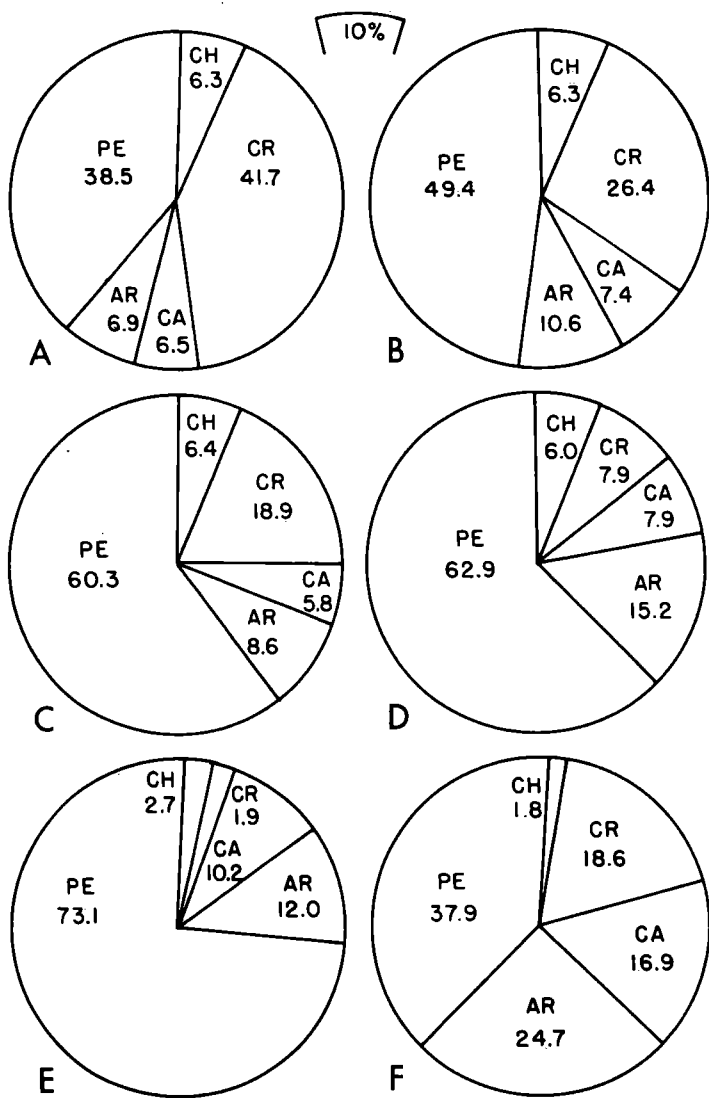 10%
CH
6.3
PE
38.5
CR
41.7
AR
6.9
CA
6.5
A
CH
6.3
PE
49.4
CR
26.4
CA
7.4
AR
10.6
B
CH
6.4
CR
18.9
PE
60.3
CA
5.8
AR
8.6
C
CH
6.0
CR
7.9
CA
7.9
PE
62.9
AR
15.2
D
CH
2.7
CR
1.9
CA
10.2
PE
73.1
AR
12.0
E
CH
1.8
CR
18.6
PE
37.9
CA
16.9
AR
24.7
F